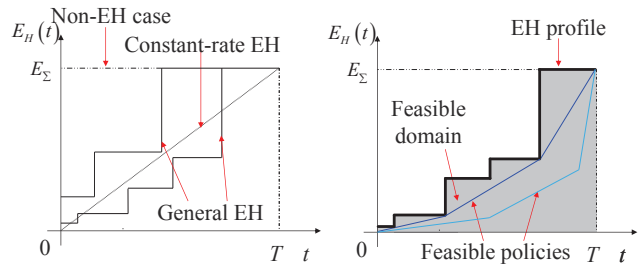 E_H(t)
Non-EH case
Constant-rate EH
E_Σ
General EH
0
T t
E_H(t)
EH profile
E_Σ
Feasible
domain
0
T t
Feasible policies